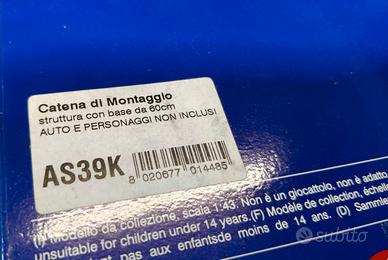 Catena di Montaggio
struttura con base da 60cm
AUTO E PERSONAGGI NON INCLUSI
AS39K
8 020677 014485
(I) Modello da collezione, scala 1:43. Non è un giocattolo, non è adatto
unsuitable for children under 14 years.(F) Modèle de collection, échelle
pas aux enfants de moins de 14 ans. (D) Samml
subito